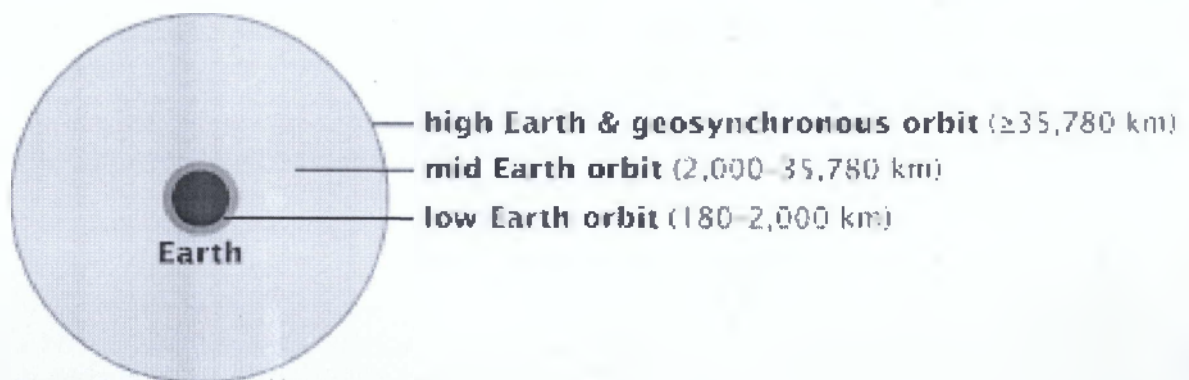 high Earth & geosynchronous orbit (≥35,780 km)
mid Earth orbit (2,000–35,780 km)
low Earth orbit (180–2,000 km)
Earth